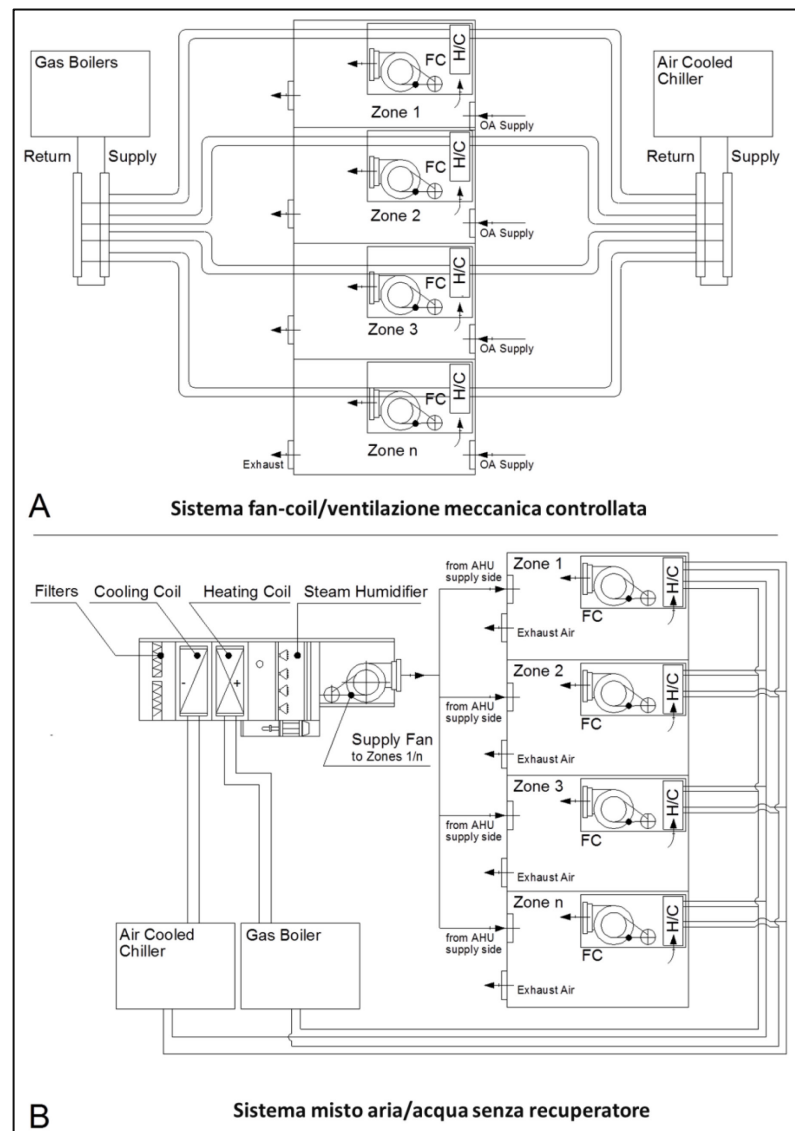 Gas Boilers
Air Cooled
Chiller
Return
Supply
Return
Supply
FC
H/C
Zone 1
OA Supply
FC
H/C
Zone 2
OA Supply
FC
H/C
Zone 3
OA Supply
FC
H/C
Zone n
Exhaust
OA Supply
A
Sistema fan-coil/ventilazione meccanica controllata
Filters
Cooling Coil
Heating Coil
Steam Humidifier
-
+
Supply Fan
to Zones 1/n
Air Cooled
Chiller
Gas Boiler
from AHU
supply side
Zone 1
FC
H/C
Exhaust Air
from AHU
supply side
Zone 2
FC
H/C
Exhaust Air
from AHU
supply side
Zone 3
FC
H/C
Exhaust Air
from AHU
supply side
Zone n
FC
H/C
Exhaust Air
B
Sistema misto aria/acqua senza recuperatore